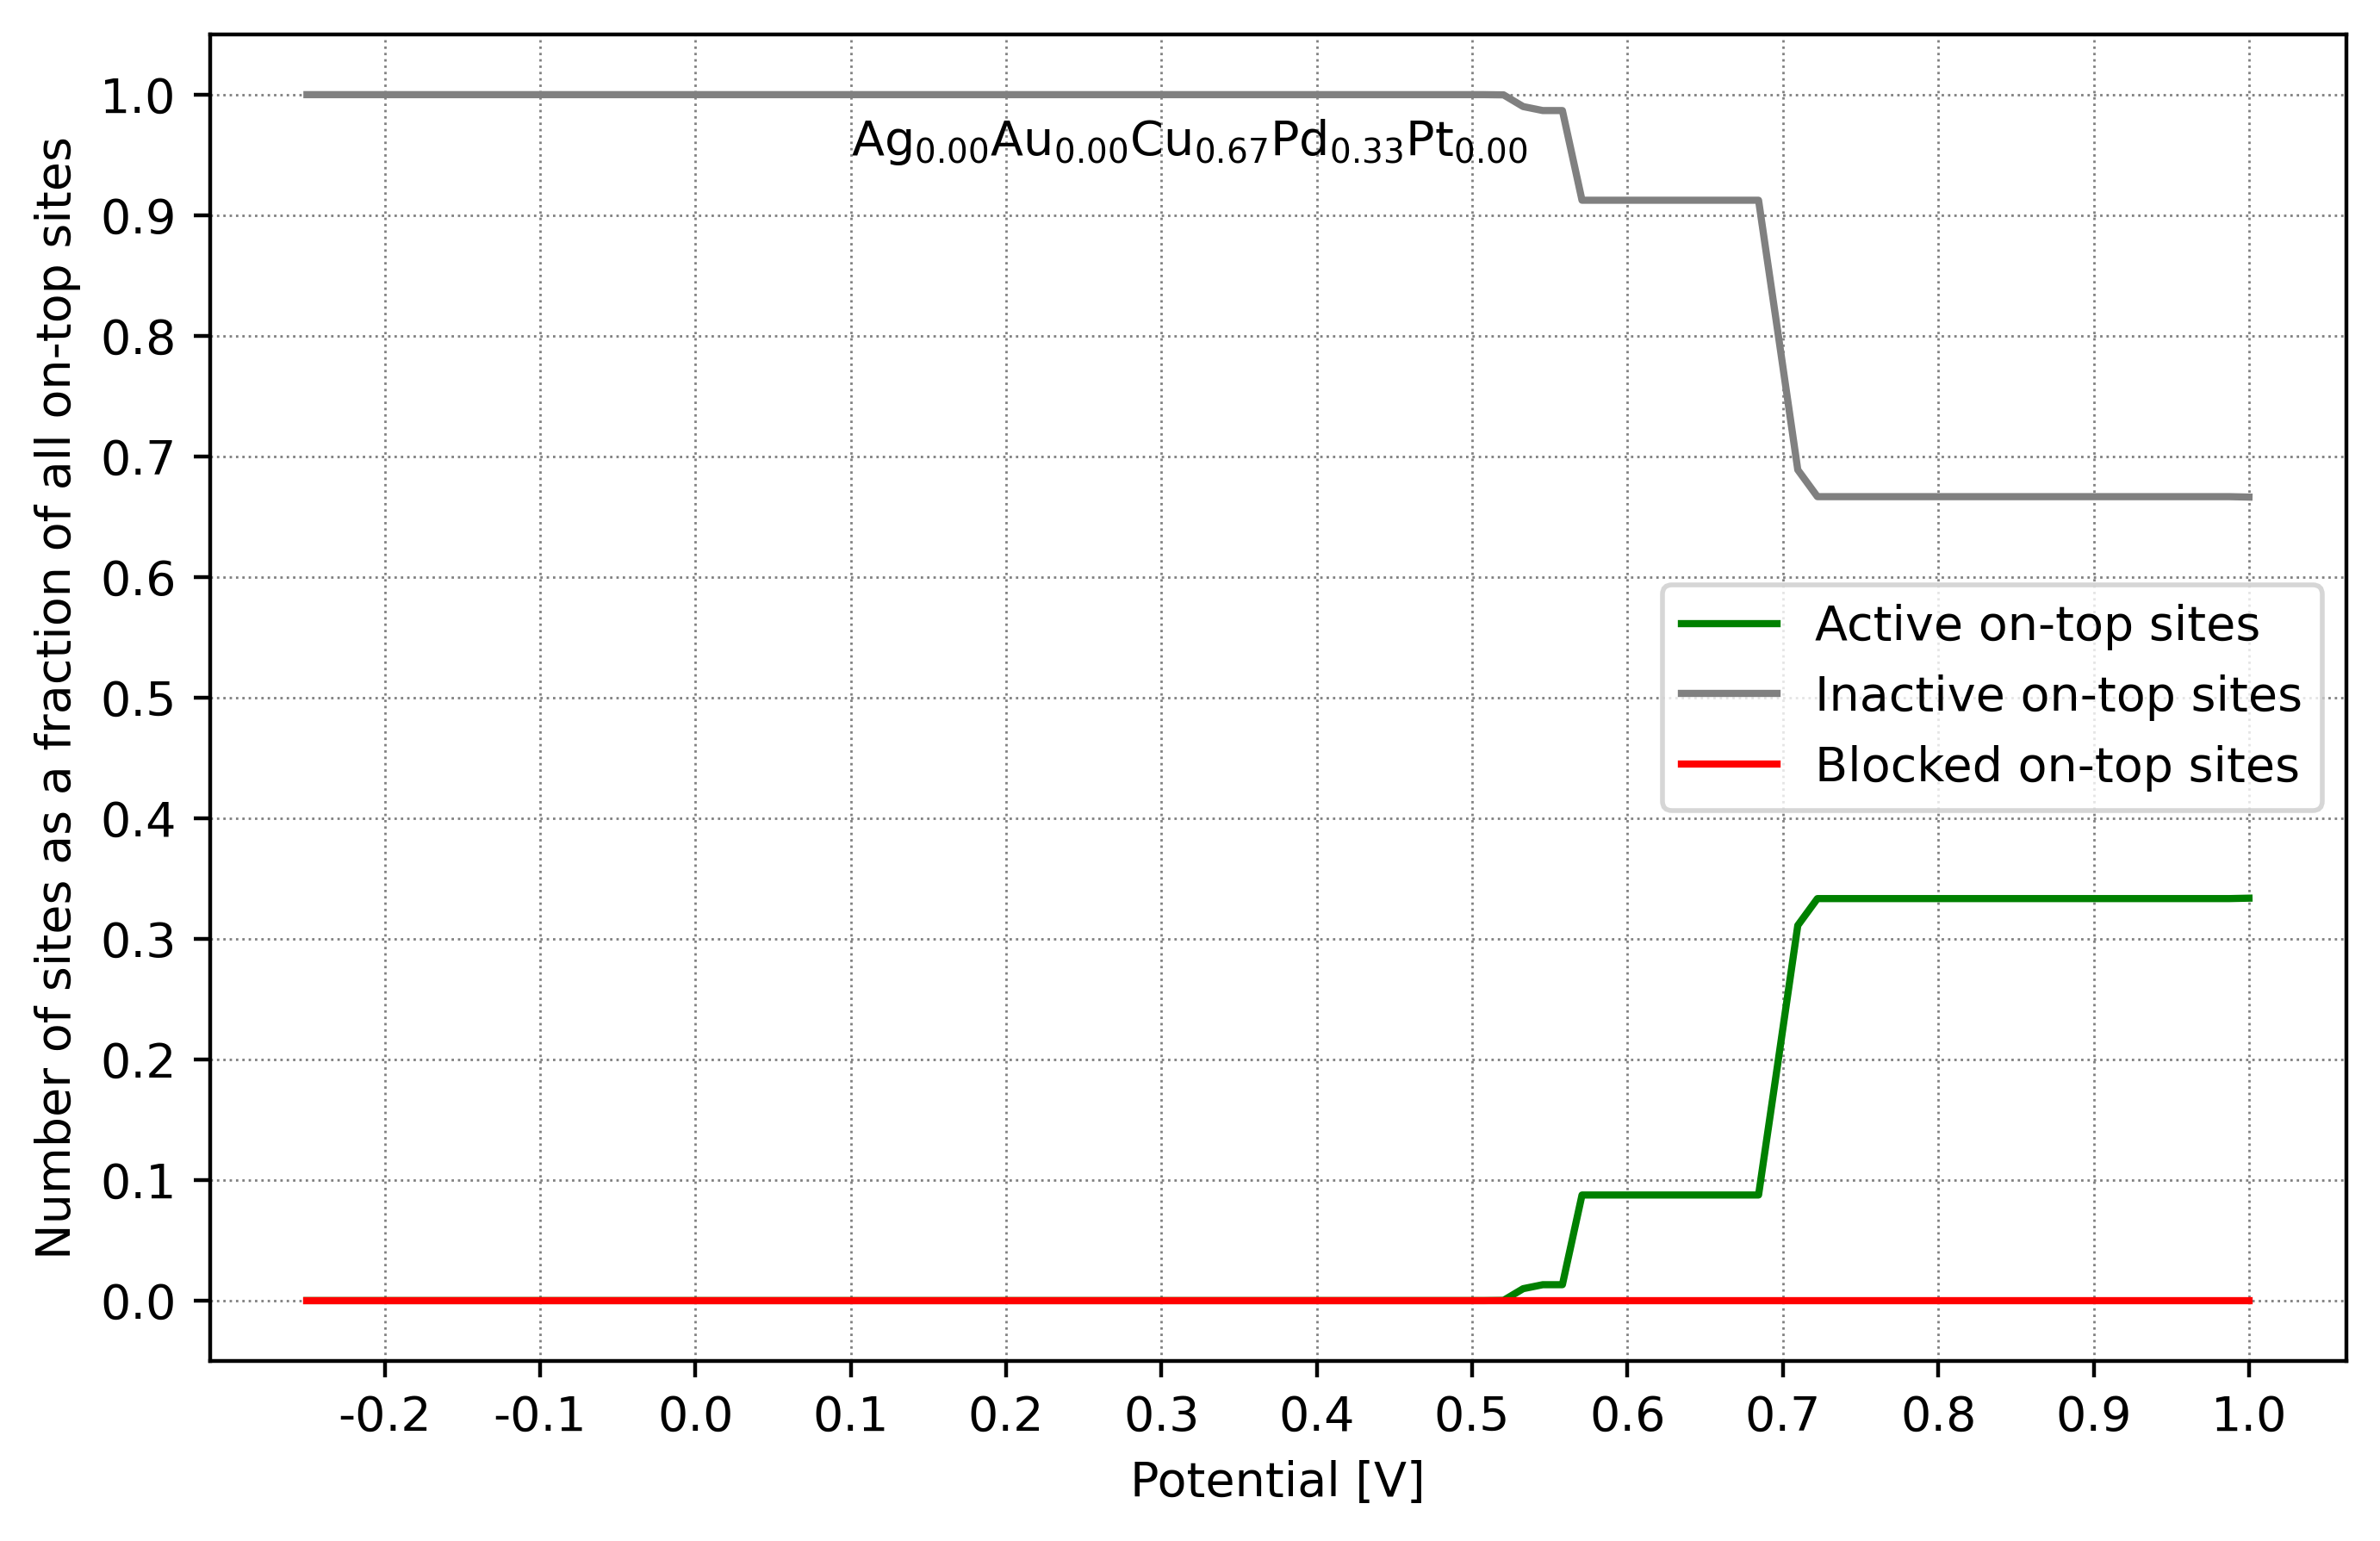 Number of sites as a fraction of all on-top sites
1.0
0.9
0.8
0.7
0.6
0.5
0.4
0.3
0.2
0.1
0.0
Ag0.00Au0.00Cu0.67Pd0.33Pt0.00
Active on-top sites
Inactive on-top sites
Blocked on-top sites
-0.2 -0.1 0.0 0.1 0.2 0.3 0.4 0.5 0.6 0.7 0.8 0.9 1.0
Potential [V]